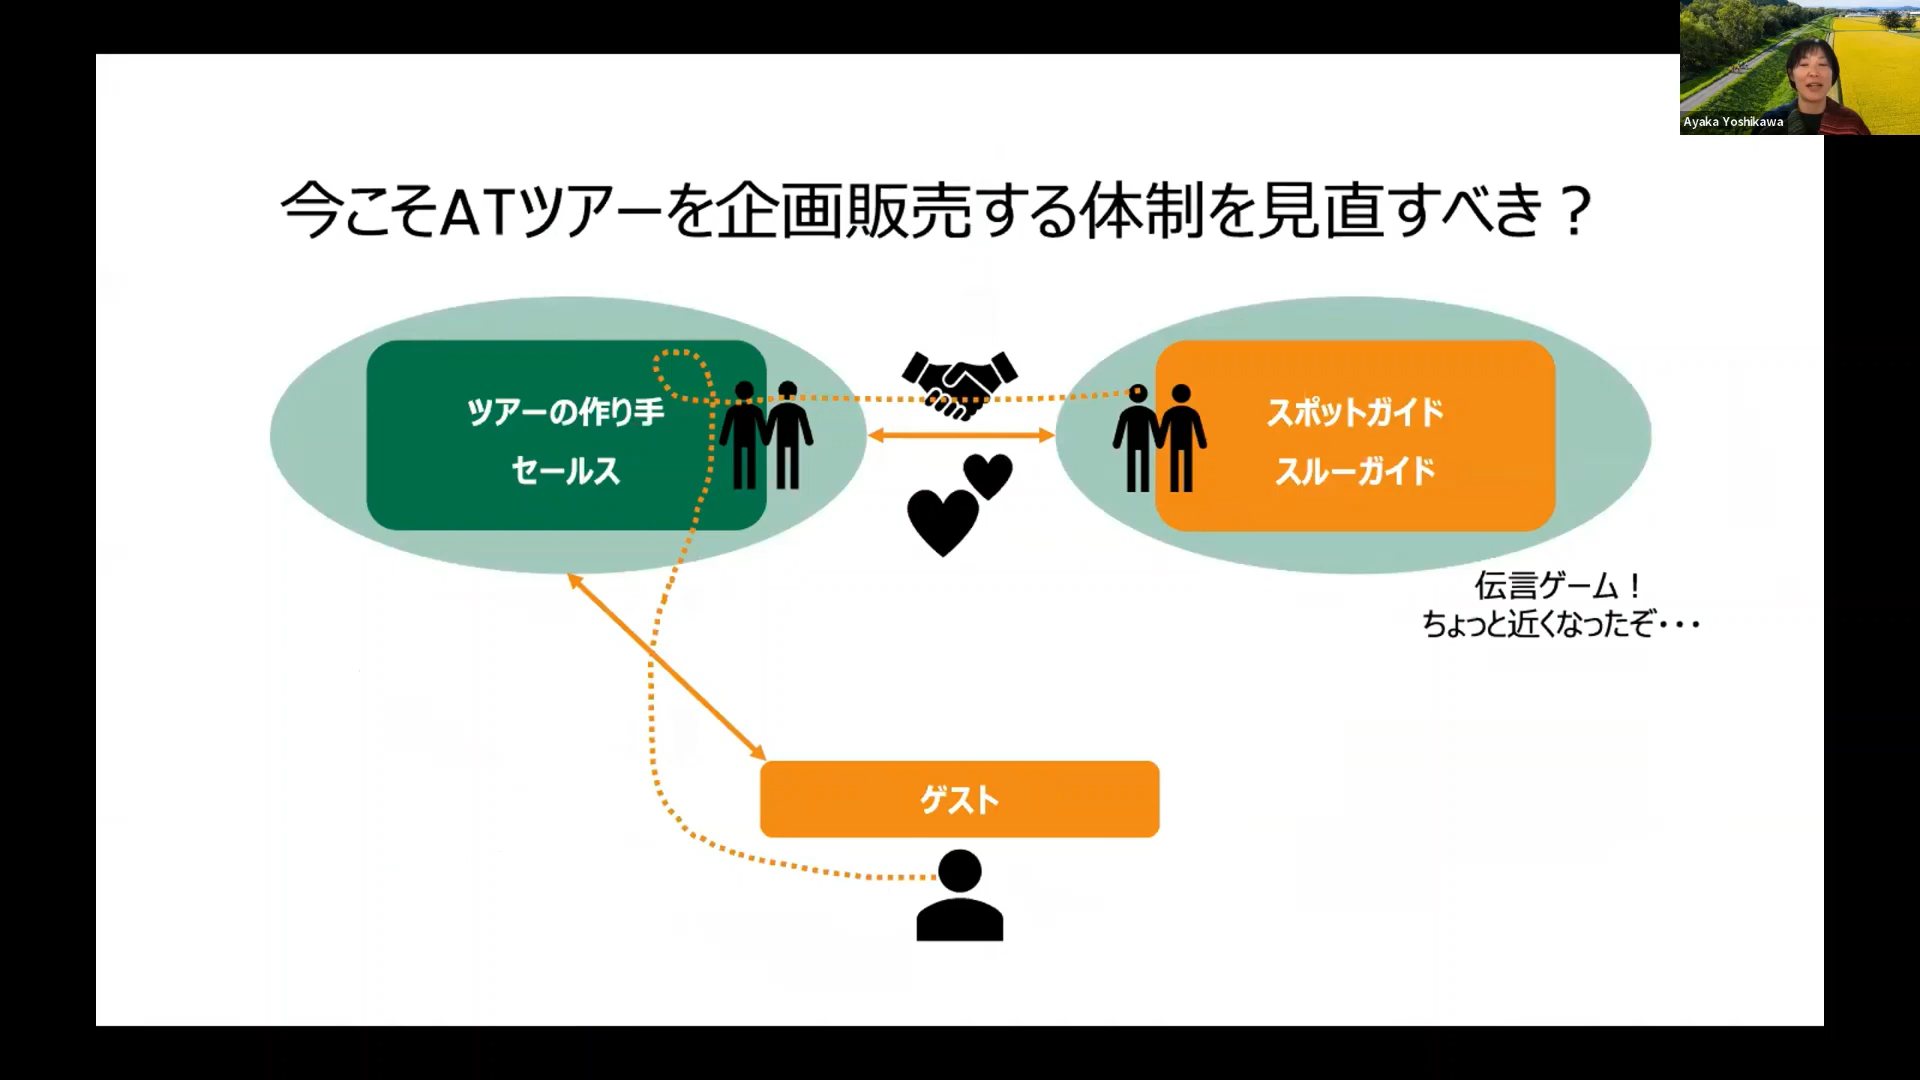 Ayaka Yoshikawa
今こそATツアーを企画販売する体制を見直すべき？
ツアーの作り手
セールス
スポットガイド
スルーガイド
伝言ゲーム！
ちょっと近くなったぞ・・・
ゲスト